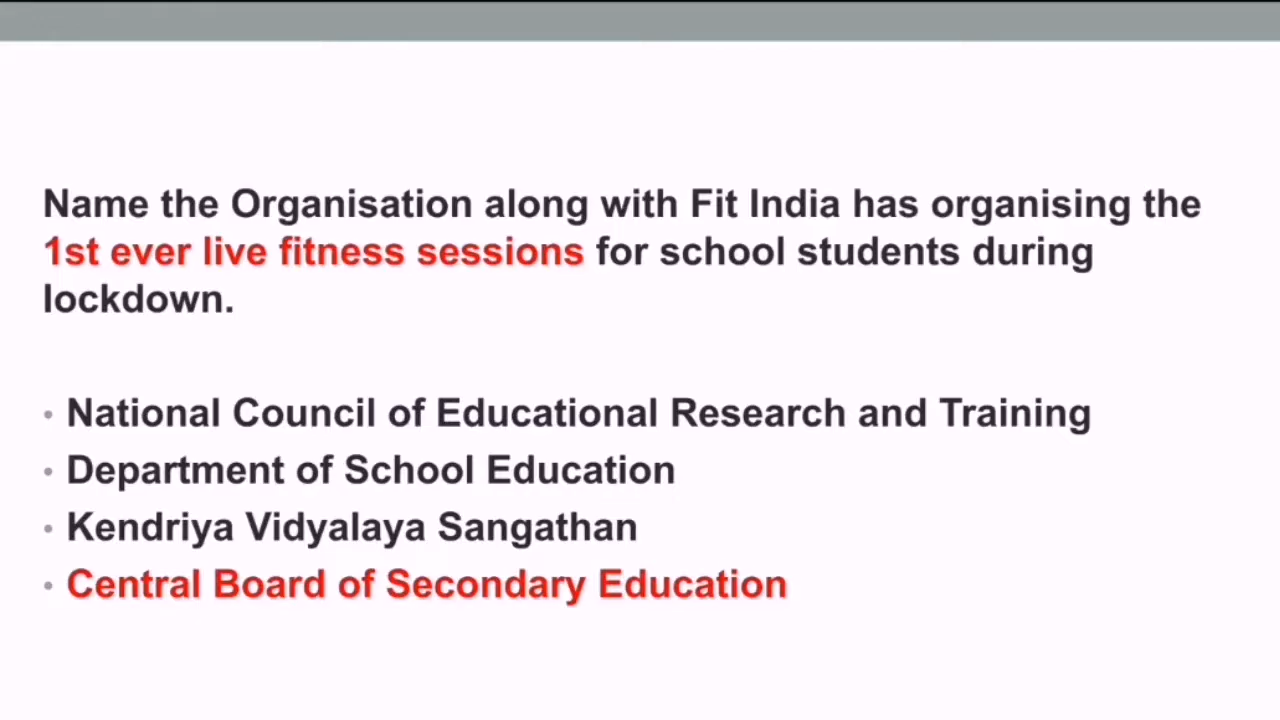 Name the Organisation along with Fit India has organising the
1st ever live fitness sessions for school students during
lockdown.
• National Council of Educational Research and Training
• Department of School Education
• Kendriya Vidyalaya Sangathan
• Central Board of Secondary Education